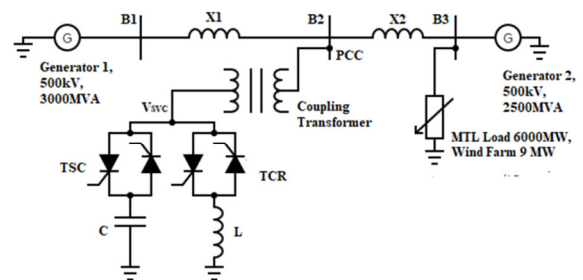 B1
X1
B2
X2
B3
G
G
PCC
Generator 1,
500kV,
3000MVA
Generator 2,
500kV,
2500MVA
Vsvc
Coupling
Transformer
MTL Load 6000MW,
Wind Farm 9 MW
TSC
TCR
C
L